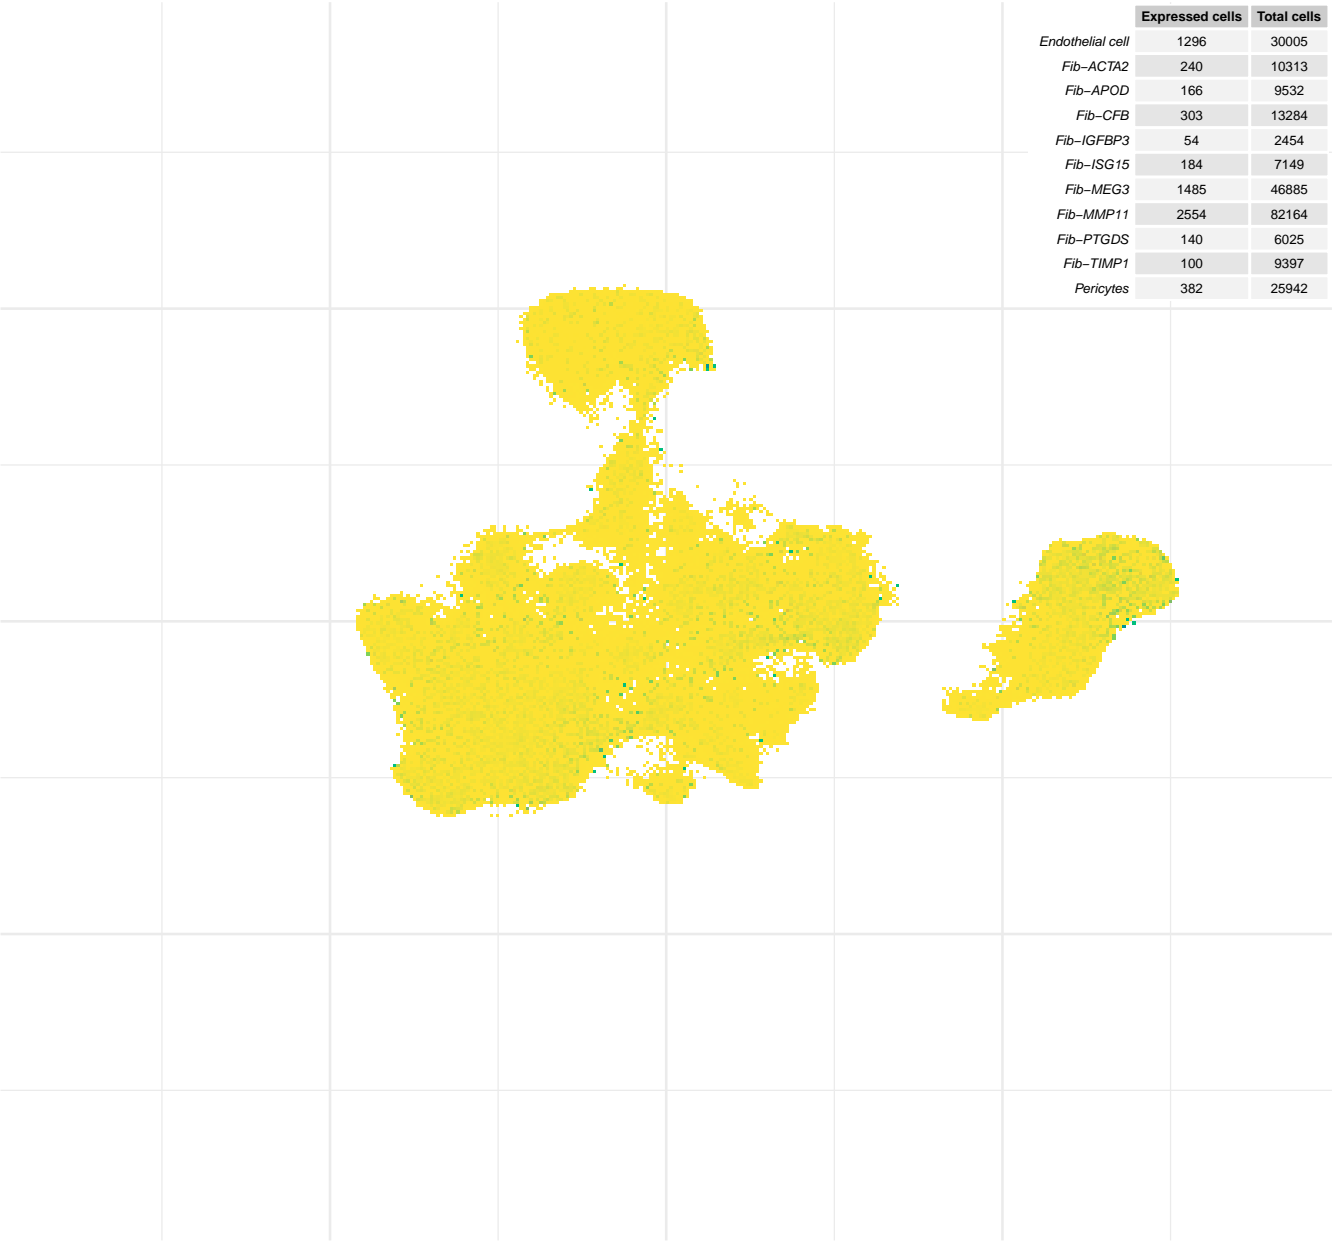 Expressed cells Total cells
Endothelial cell 1296 30005
Fib−ACTA2 240 10313
Fib−APOD 166 9532
Fib−CFB 303 13284
Fib−IGFBP3 54 2454
Fib−ISG15 184 7149
Fib−MEG3 1485 46885
Fib−MMP11 2554 82164
Fib−PTGDS 140 6025
Fib−TIMP1 100 9397
Pericytes 382 25942